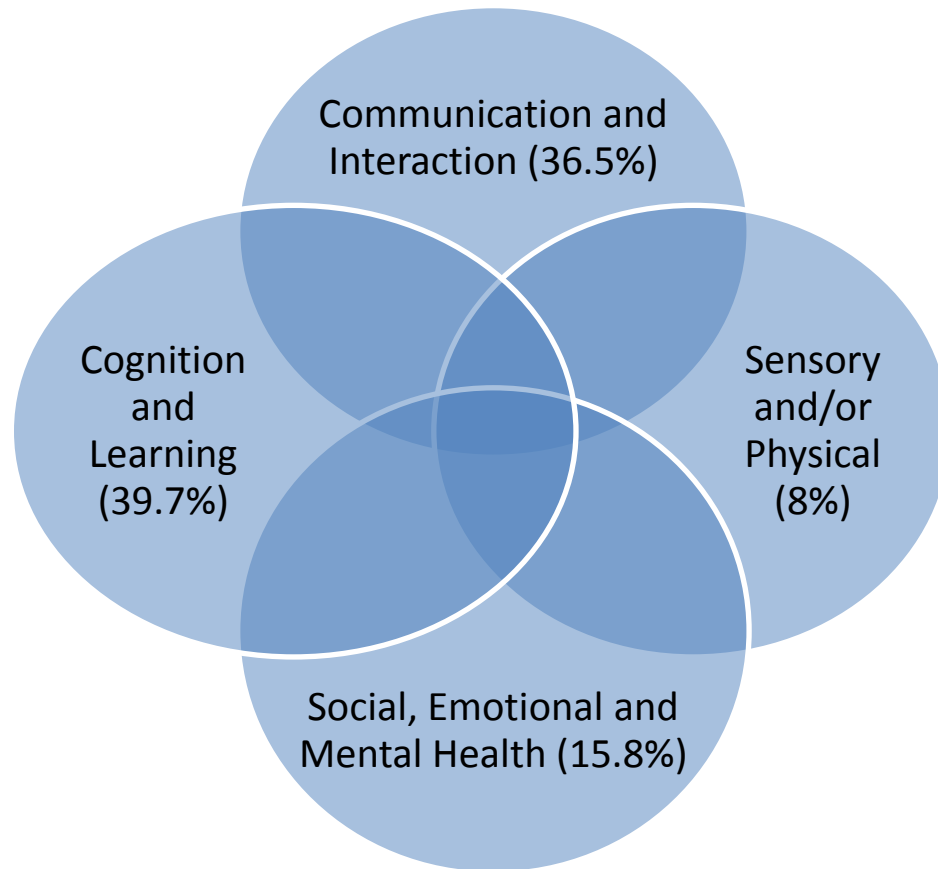 Communication and
Interaction (36.5%)
Cognition
and
Learning
(39.7%)
Sensory
and/or
Physical
(8%)
Social, Emotional and
Mental Health (15.8%)